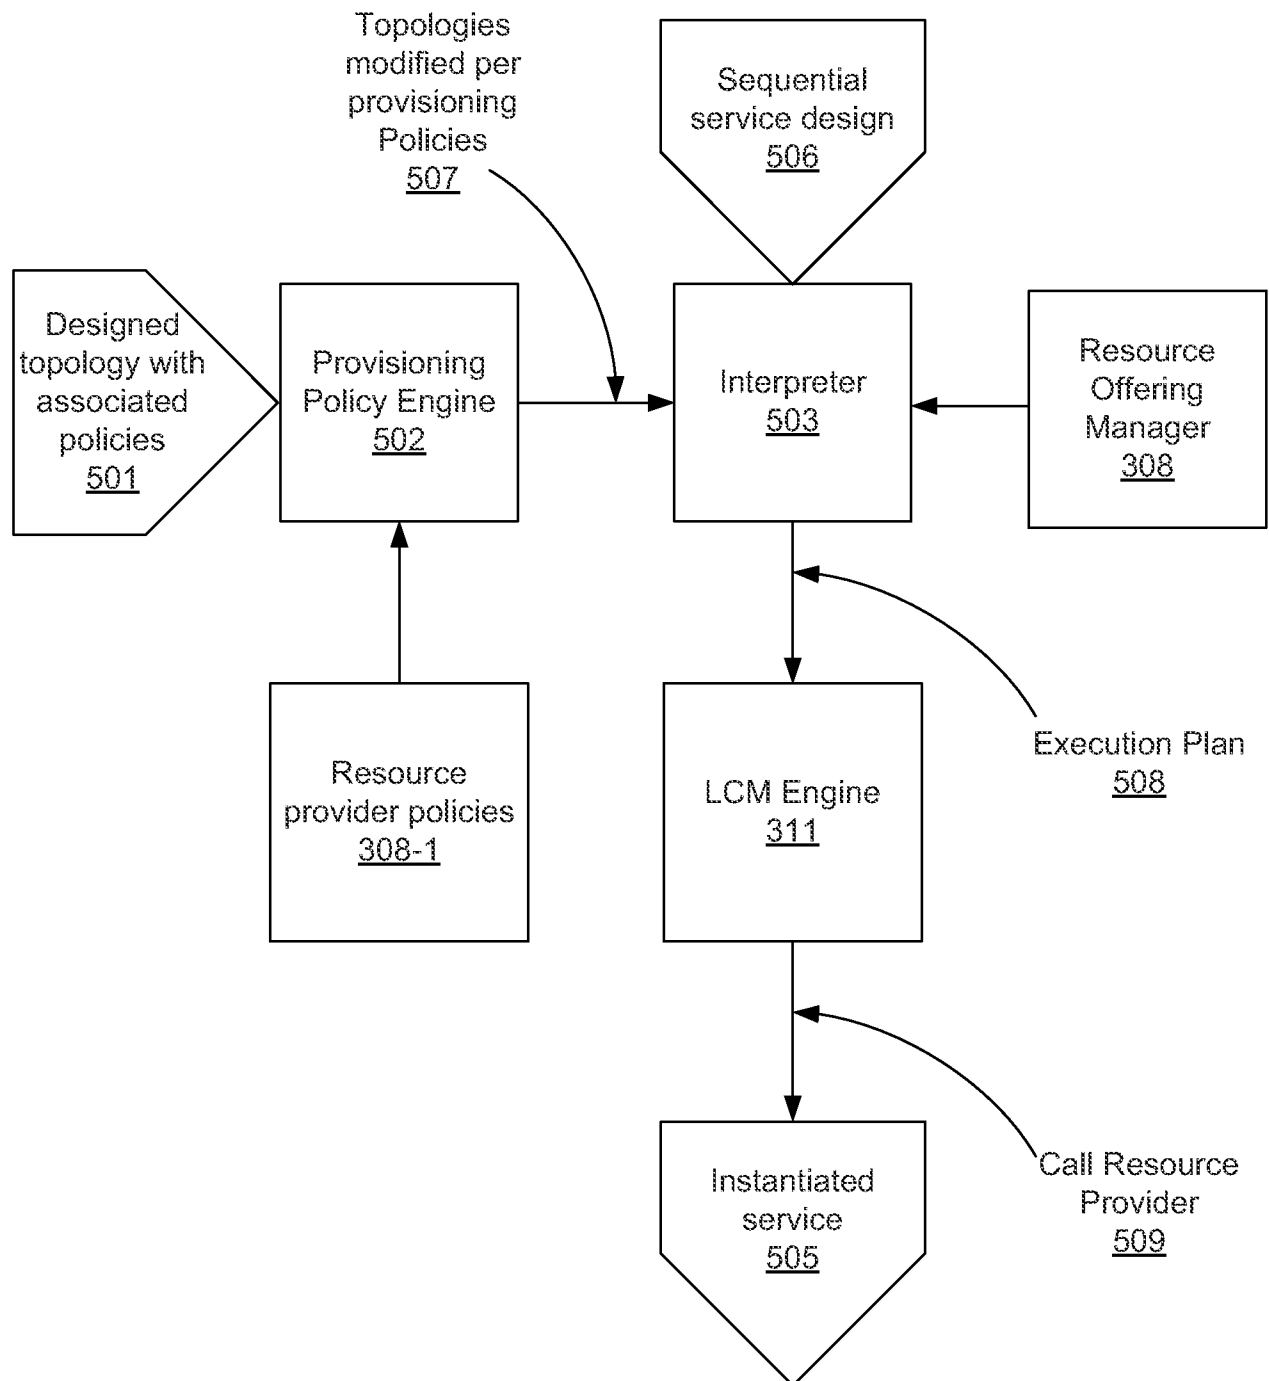 Topologies
modified per
provisioning
Policies
507
Sequential
service design
506
Designed
topology with
associated
policies
501
Provisioning
Policy Engine
502
Interpreter
503
Resource
Offering
Manager
308
Resource
provider policies
308-1
LCM Engine
311
Execution Plan
508
Instantiated
service
505
Call Resource
Provider
509